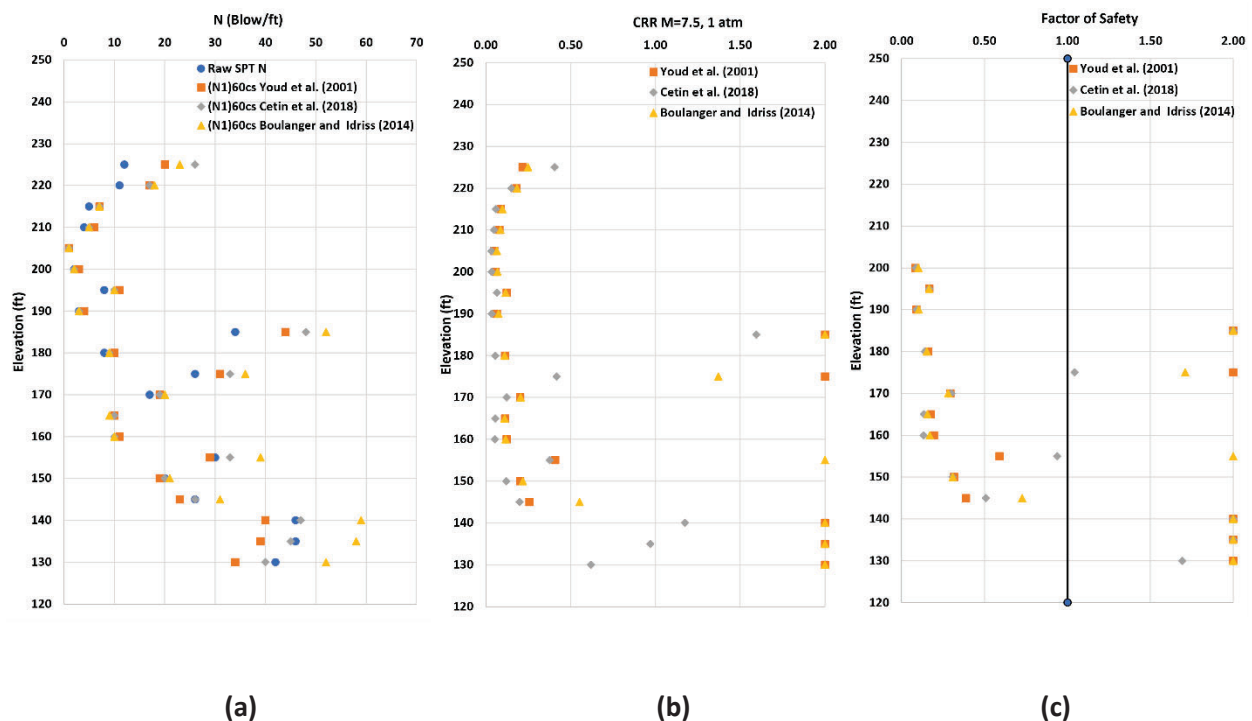 N (Blow/ft)
0 10 20 30 40 50 60 70
250
240
230
220
210
200
190
180
170
160
150
140
130
120
Elevation (ft)
Raw SPT N
(N1)60cs Youd et al. (2001)
(N1)60cs Cetin et al. (2018)
(N1)60cs Boulanger and Idriss (2014)
(a)
CRR M=7.5, 1 atm
0.00 0.50 1.00 1.50 2.00
250
240
230
220
210
200
190
180
170
160
150
140
130
120
Elevation (ft)
Youd et al. (2001)
Cetin et al. (2018)
Boulanger and Idriss (2014)
(b)
Factor of Safety
0.00 0.50 1.00 1.50 2.00
250
240
230
220
210
200
190
180
170
160
150
140
130
120
Elevation (ft)
Youd et al. (2001)
Cetin et al. (2018)
Boulanger and Idriss (2014)
(c)